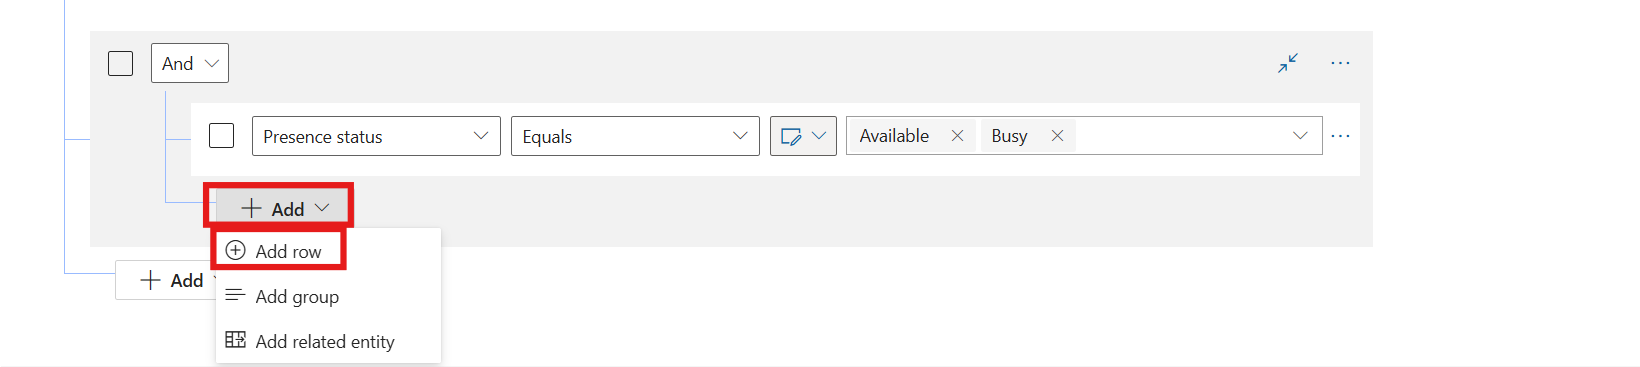 And
Presence status Equals Available Busy
Add
Add row
Add
Add group
Add related entity